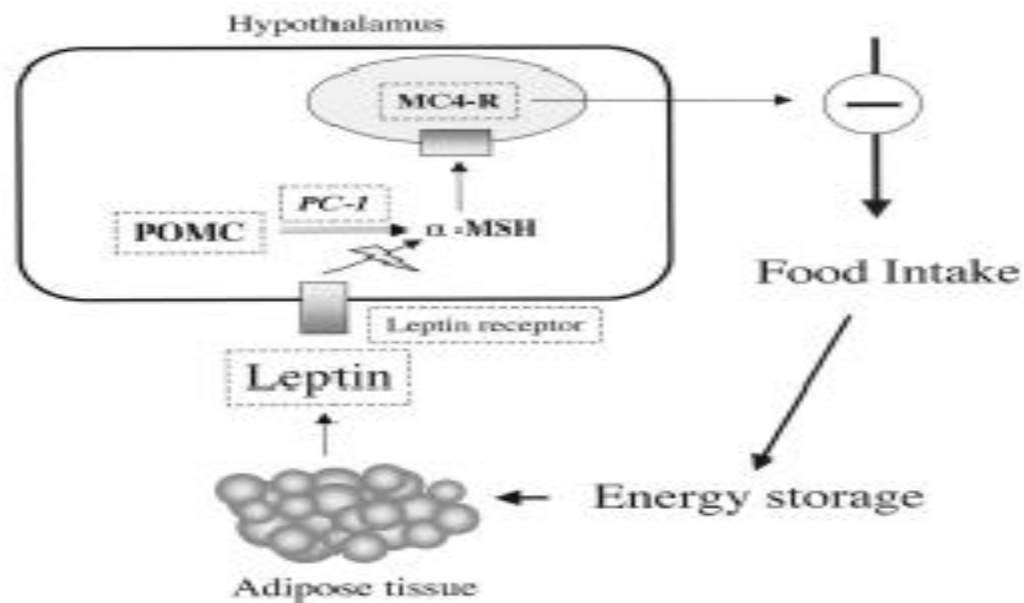 Hypothalamus
MC4-R
PC-1
POMC
α-MSH
Leptin receptor
Leptin
Food Intake
Energy storage
Adipose tissue